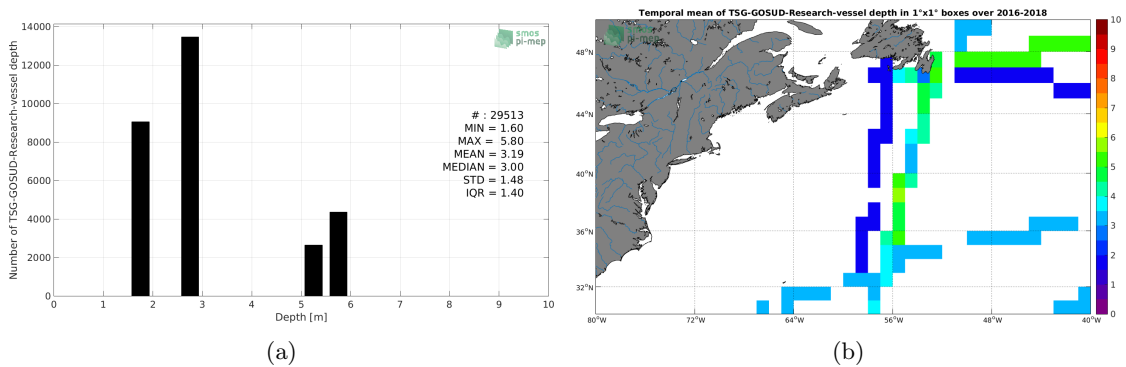 14000
12000
10000
8000
6000
4000
2000
0
Number of TSG-GOSUD-Research-vessel depth
0 1 2 3 4 5 6 7 8 9 10
Depth [m]
smos
pi-mep
# : 29513
MIN = 1.60
MAX = 5.80
MEAN = 3.19
MEDIAN = 3.00
STD = 1.48
IQR = 1.40
(a)
Temporal mean of TSG-GOSUD-Research-vessel depth in 1°x1° boxes over 2016-2018
smos
pi-mep
48°N
44°N
40°N
36°N
32°N
80°W 72°W 64°W 56°W 48°W 40°W
10
9
8
7
6
5
4
3
2
1
0
(b)